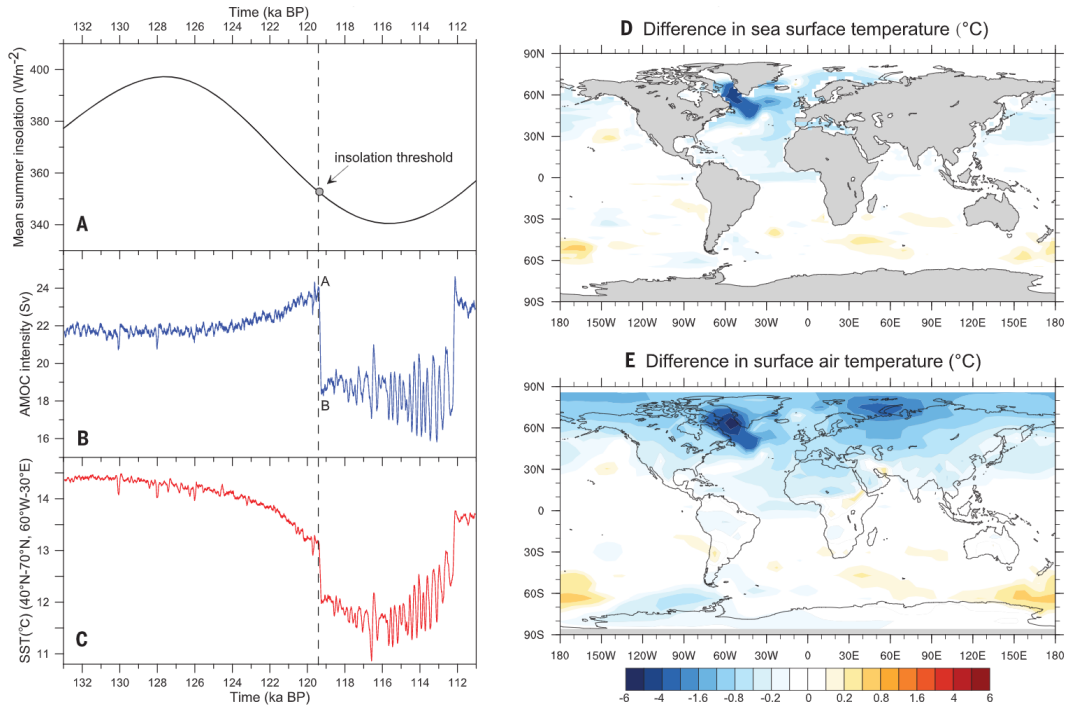 Time (ka BP)
132 130 128 126 124 122 120 118 116 114 112
Mean summer insolation (Wm-2)
400
380
360
340
insolation threshold
A
AMOC intensity (Sv)
24
22
20
18
16
A
B
B
SST(°C) (40°N-70°N, 60°W-30°E)
14
13
12
11
C
132 130 128 126 124 122 120 118 116 114 112
Time (ka BP)
D Difference in sea surface temperature (°C)
90N
60N
30N
0
30S
60S
90S
180 150W 120W 90W 60W 30W 0 30E 60E 90E 120E 150E 180
E Difference in surface air temperature (°C)
90N
60N
30N
0
30S
60S
90S
180 150W 120W 90W 60W 30W 0 30E 60E 90E 120E 150E 180
-6 -4 -1.6 -0.8 -0.2 0 0.2 0.8 1.6 4 6